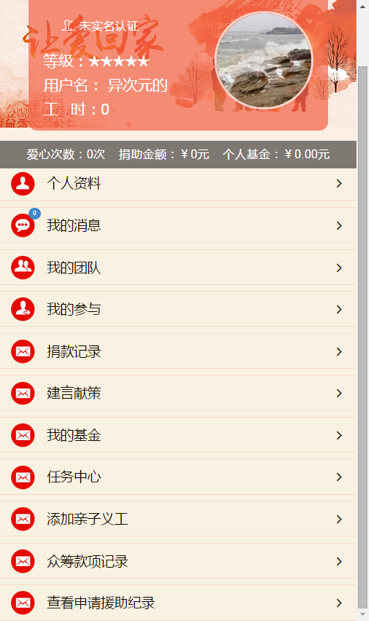 让爱回家
未实名认证
等级：★★★★★
用户名： 异次元的
工 时：0
爱心次数：0次 捐助金额：￥0元 个人基金：￥0.00元
个人资料
0
我的消息
我的团队
我的参与
捐款记录
建言献策
我的基金
任务中心
添加亲子义工
众筹款项记录
查看申请援助纪录